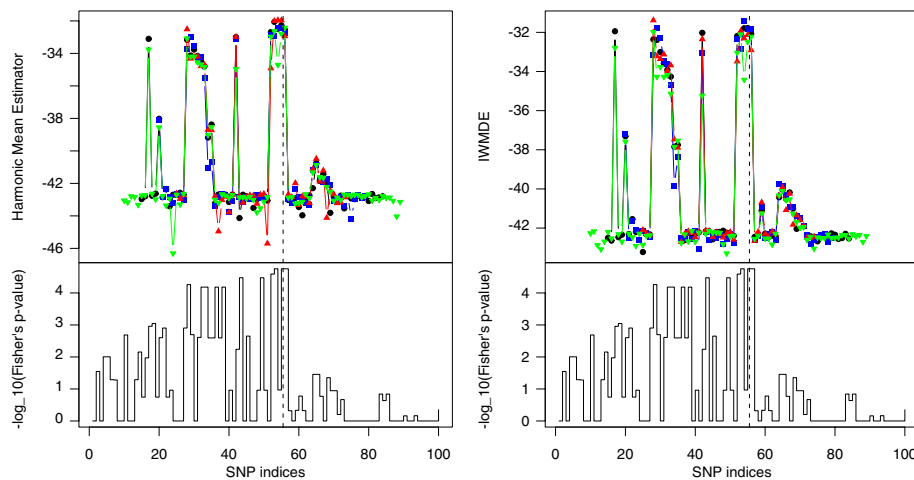 Harmonic Mean Estimator
-34
-38
-42
-46
-log_10(Fisher's p-value)
4
3
2
1
0
0 20 40 60 80 100
SNP indices
IWMDE
-32
-34
-36
-38
-40
-42
-log_10(Fisher's p-value)
4
3
2
1
0
0 20 40 60 80 100
SNP indices